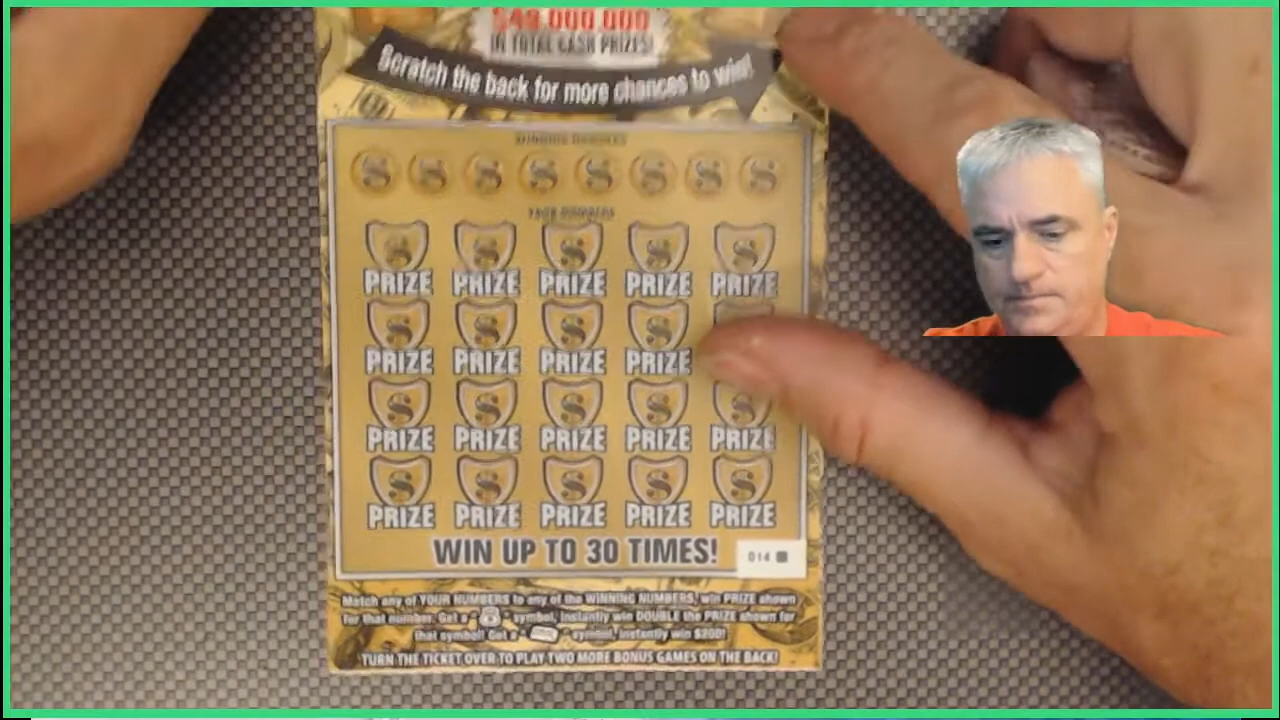 $48,000,000
IN TOTAL CASH PRIZES!
Scratch the back for more chances to win!
WINNING NUMBERS
$ $ $ $ $ $ $ $
YOUR NUMBERS
$ $ $ $ $
PRIZE PRIZE PRIZE PRIZE PRIZE
$ $ $ $
PRIZE PRIZE PRIZE PRIZE
$ $ $ $ $
PRIZE PRIZE PRIZE PRIZE PRIZE
$ $ $ $ $
PRIZE PRIZE PRIZE PRIZE PRIZE
WIN UP TO 30 TIMES!
014
Match any of YOUR NUMBERS to any of the WINNING NUMBERS, win PRIZE shown
for that number. Get a " " symbol, instantly win DOUBLE the PRIZE shown for
that symbol! Get a " " symbol, instantly win $200!
TURN THE TICKET OVER TO PLAY TWO MORE BONUS GAMES ON THE BACK!